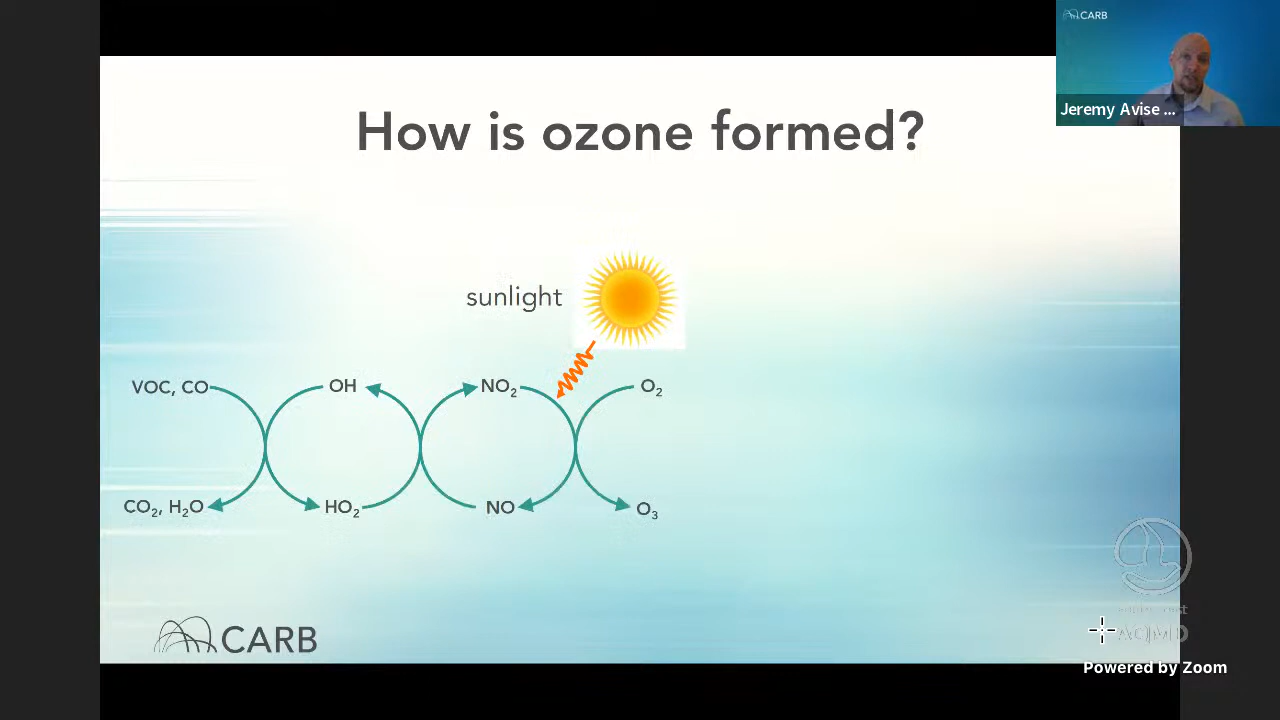 CARB
Jeremy Avise ...
How is ozone formed?
sunlight
VOC, CO OH NO₂ O₂
CO₂, H₂O HO₂ NO O₃
CARB
AQMD
Powered by Zoom